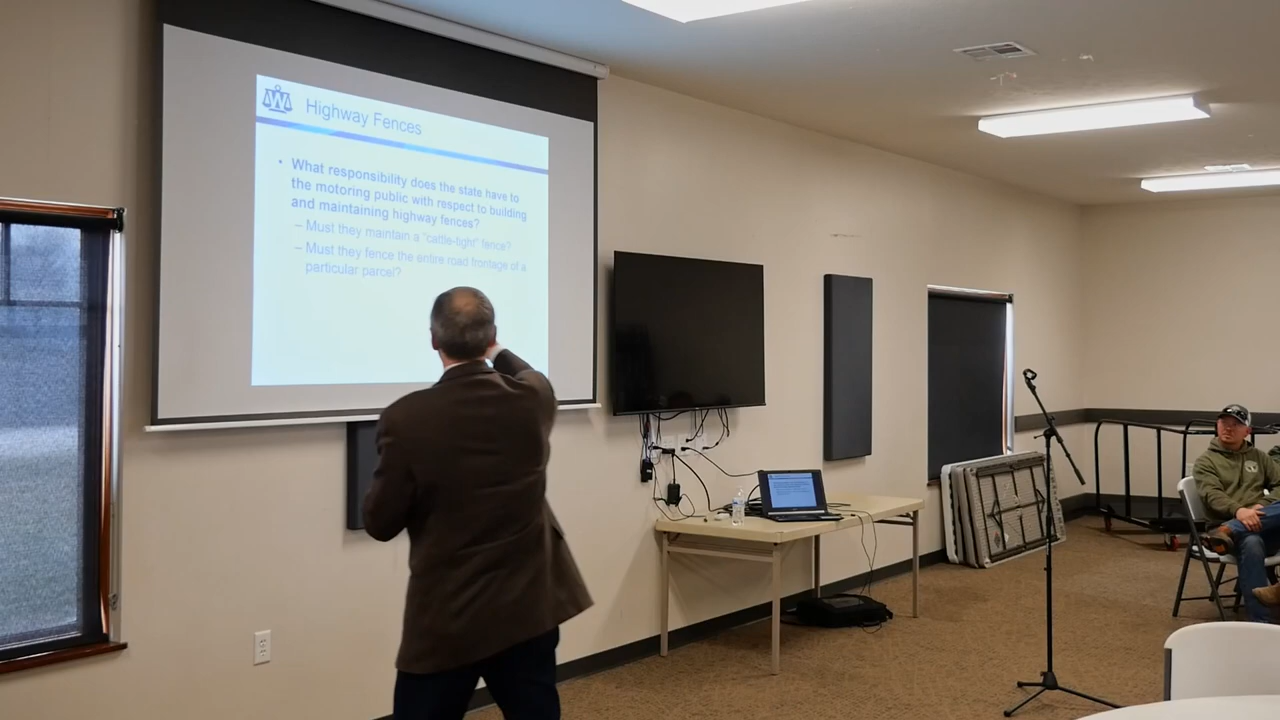 W
Highway Fences
• What responsibility does the state have to
the motoring public with respect to building
and maintaining highway fences?
– Must they maintain a "cattle-tight" fence?
– Must they fence the entire road frontage of a
particular parcel?